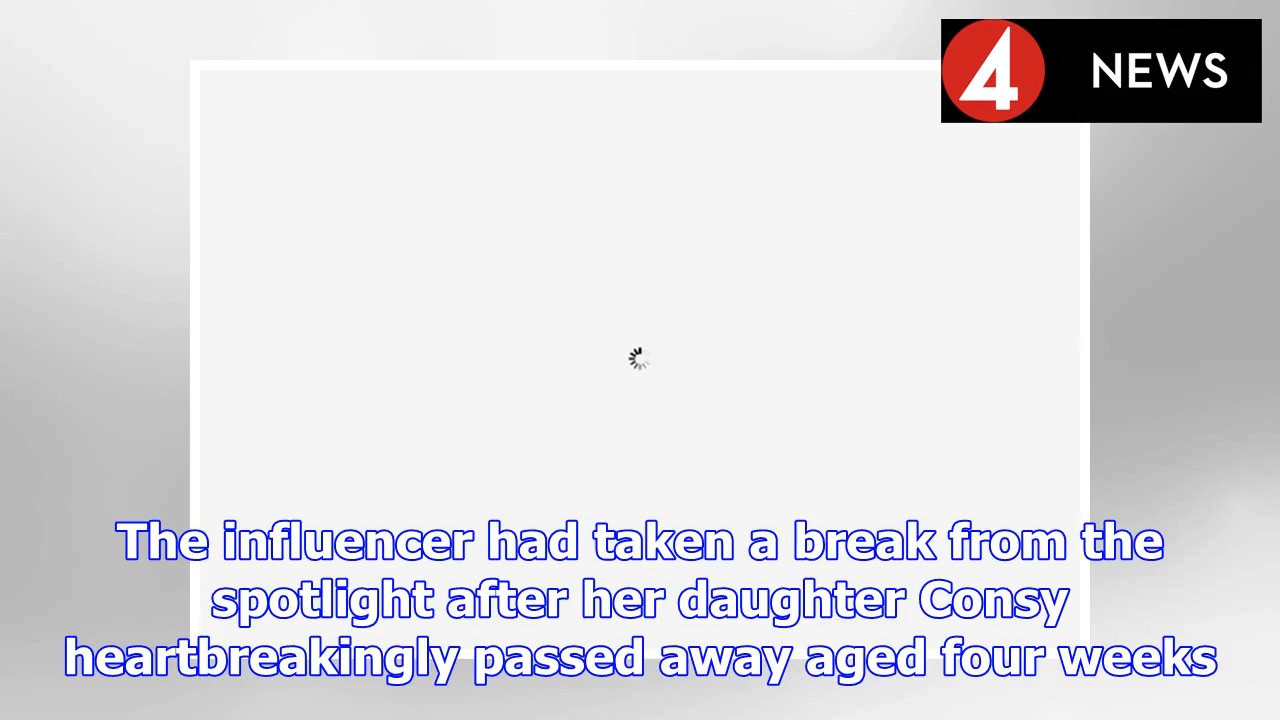 4 NEWS
The influencer had taken a break from the
spotlight after her daughter Consy
heartbreakingly passed away aged four weeks